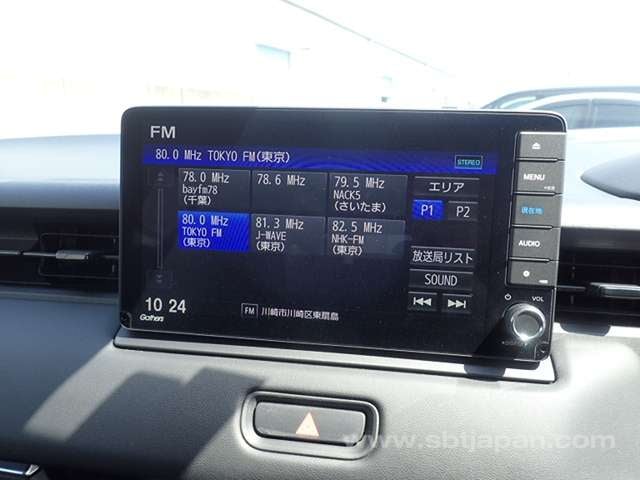 FM
80.0 MHz TOKYO FM(東京)
STEREO
78.0 MHz
bayfm78
(千葉)
78.6 MHz
79.5 MHz
NACK5
(さいたま)
エリア
80.0 MHz
TOKYO FM
(東京)
81.3 MHz
J-WAVE
(東京)
82.5 MHz
NHK-FM
(東京)
P1 P2
放送局リスト
SOUND
10 24
Gathers
FM 川崎市川崎区東扇島
MENU
現在地
AUDIO
VOL
www.sbtjapan.com